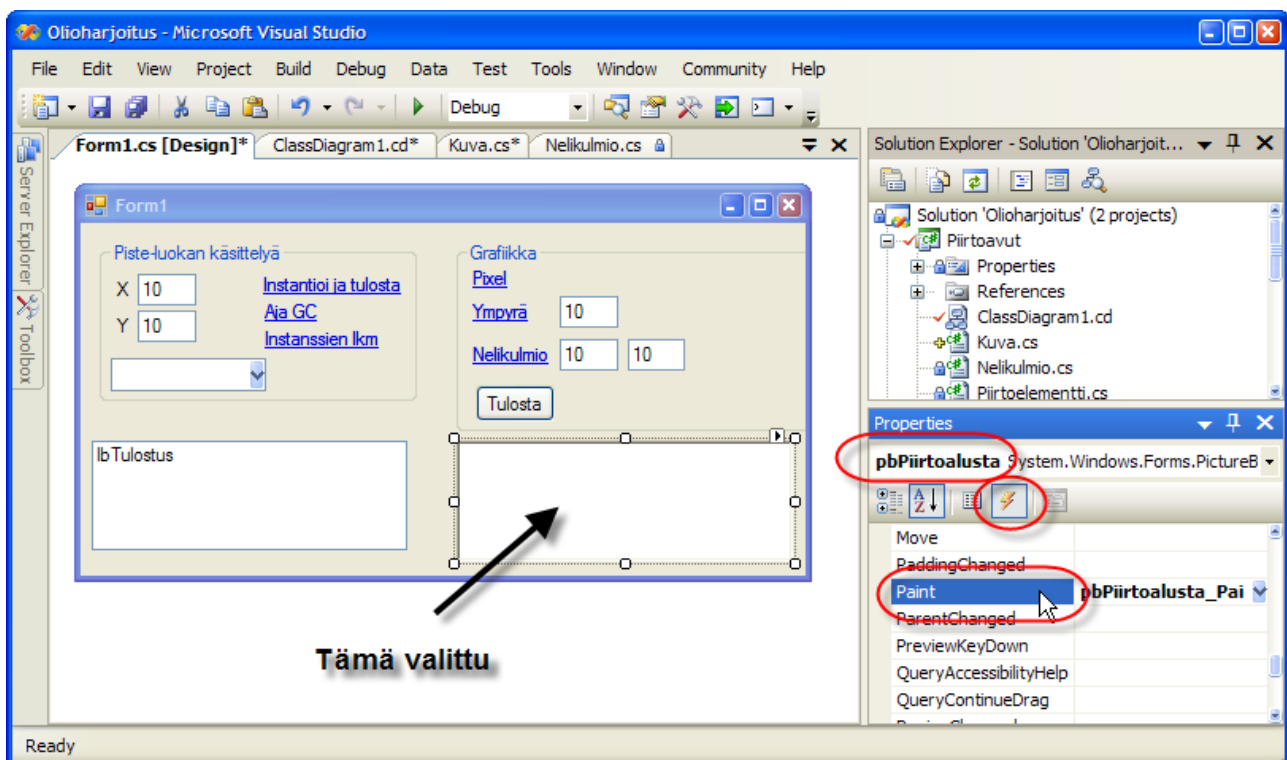 Olioharjoitus - Microsoft Visual Studio
File Edit View Project Build Debug Data Test Tools Window Community Help
Debug
Server Explorer
Toolbox
Form1.cs [Design]* ClassDiagram1.cd* Kuva.cs* Nelikulmio.cs
Form1
Piste-luokan käsittelyä
X 10
Y 10
Instantioi ja tulosta
Aja GC
Instanssien lkm
Grafiikka
Pixel
Ympyrä 10
Nelikulmio 10 10
Tulosta
lbTulostus
Tämä valittu
Solution Explorer - Solution 'Olioharjoit...
Solution 'Olioharjoitus' (2 projects)
Piirtoavut
Properties
References
ClassDiagram1.cd
Kuva.cs
Nelikulmio.cs
Piirtoelementti.cs
Properties
pbPiirtoalusta System.Windows.Forms.PictureB
Move
PaddingChanged
Paint pbPiirtoalusta_Pai
ParentChanged
PreviewKeyDown
QueryAccessibilityHelp
QueryContinueDrag
Ready